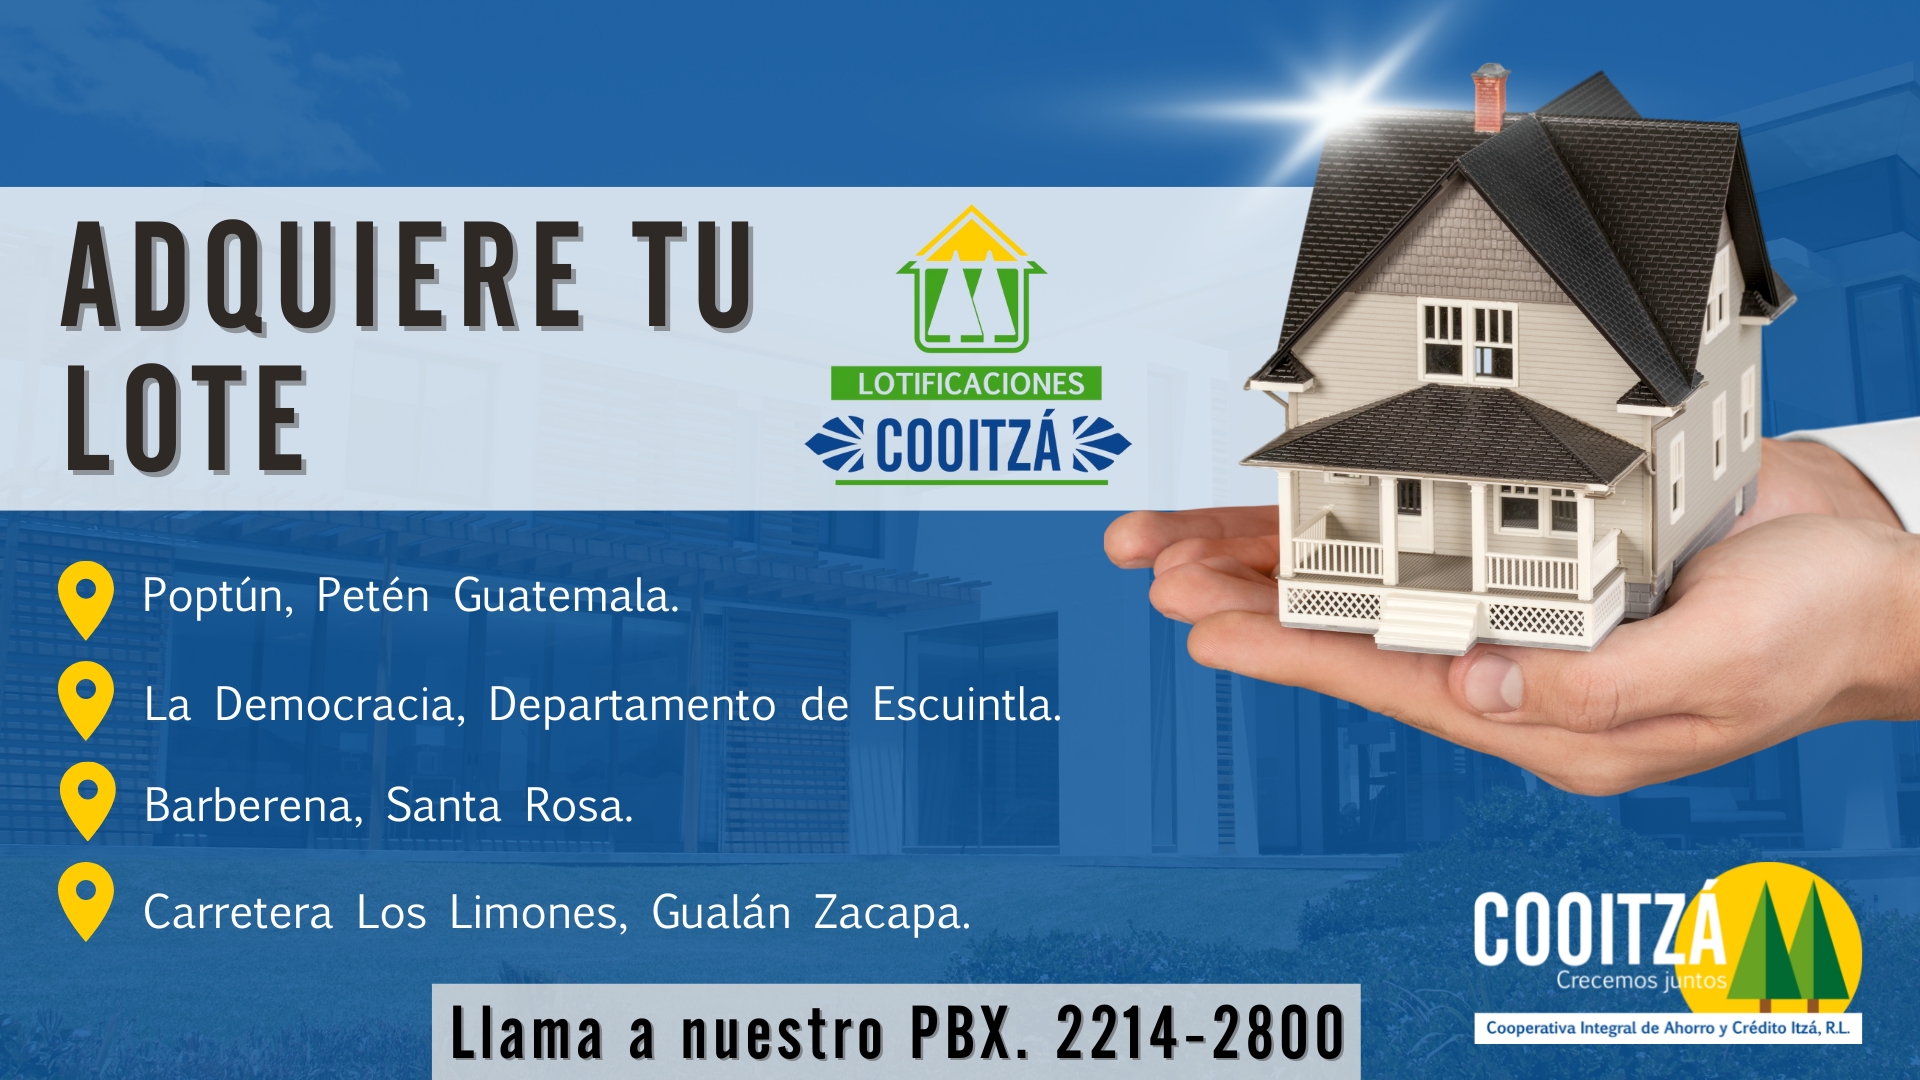 ADQUIERE TU
LOTE
LOTIFICACIONES
COOITZÁ
Poptún, Petén Guatemala.
La Democracia, Departamento de Escuintla.
Barberena, Santa Rosa.
Carretera Los Limones, Gualán Zacapa.
Llama a nuestro PBX. 2214-2800
COOITZÁ
Crecemos juntos
Cooperativa Integral de Ahorro y Crédito Itzá, R.L.